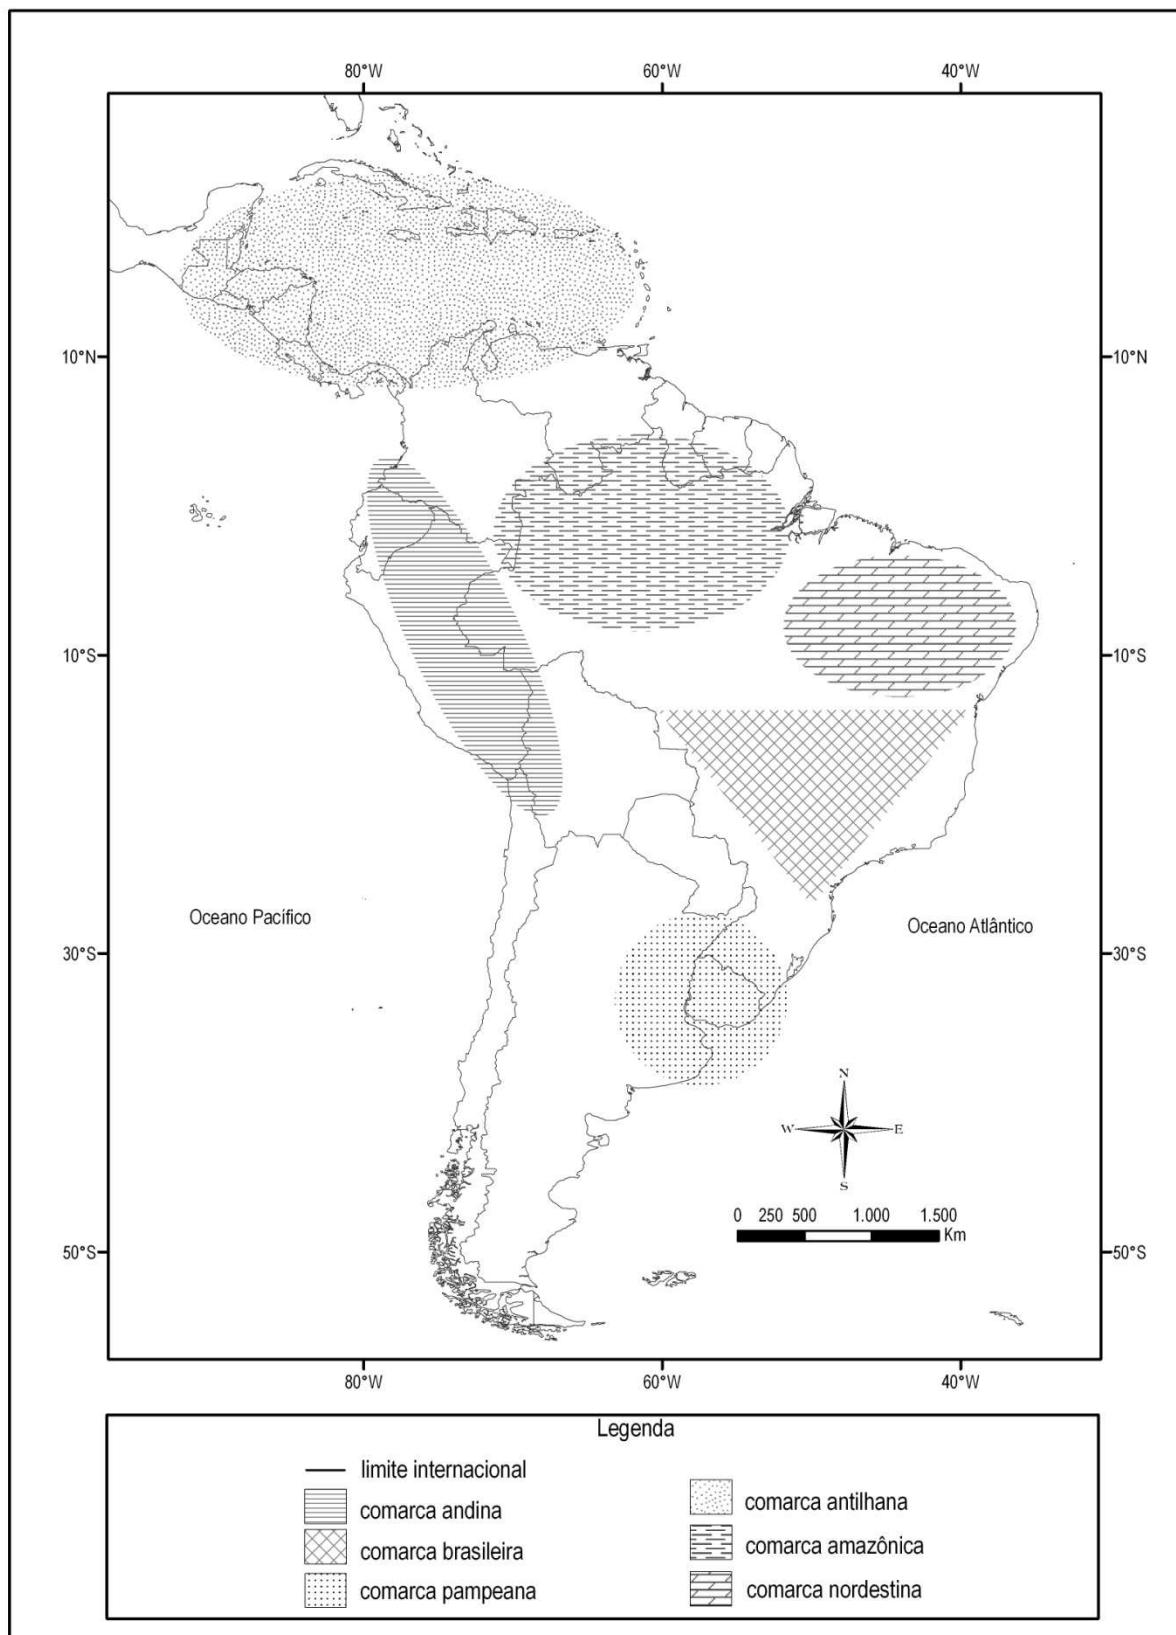 80°W 60°W 40°W
10°N 10°N
10°S 10°S
Oceano Pacífico
Oceano Atlântico
30°S 30°S
N
W E
S
0 250 500 1.000 1.500
Km
50°S 50°S
80°W 60°W 40°W
Legenda
limite internacional
comarca andina
comarca brasileira
comarca pampeana
comarca antilhana
comarca amazônica
comarca nordestina